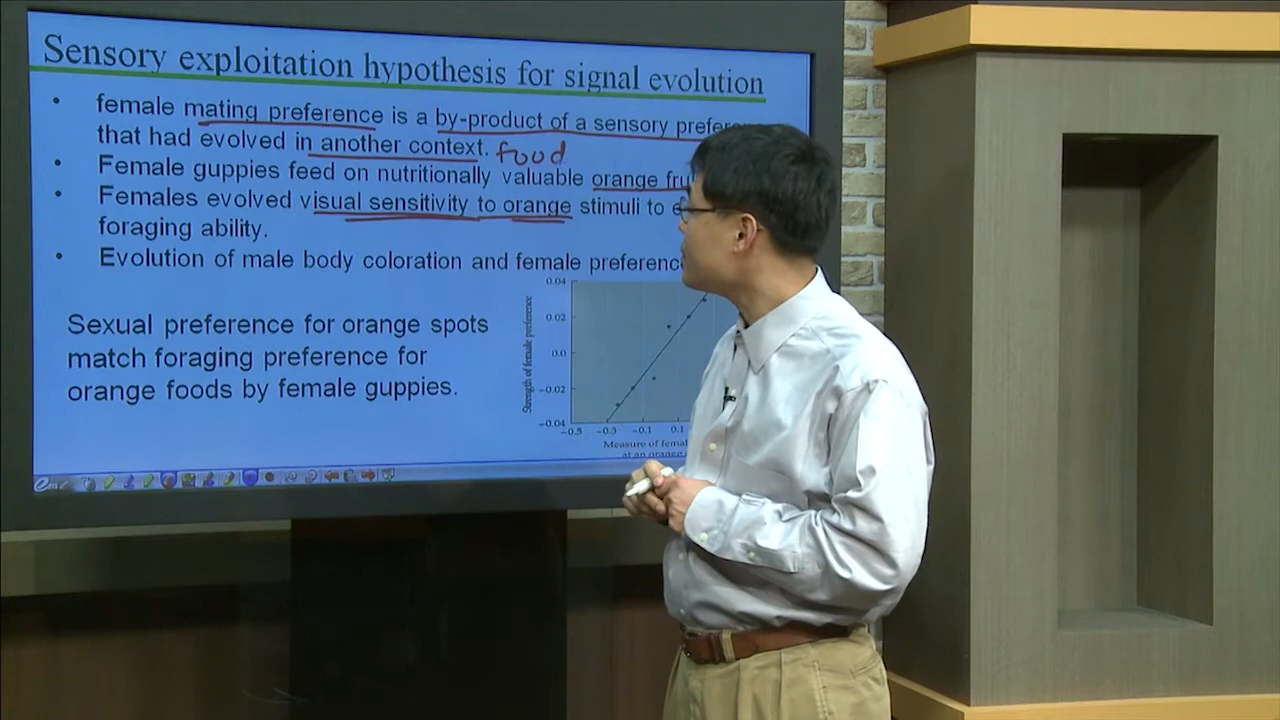 Sensory exploitation hypothesis for signal evolution
• female mating preference is a by-product of a sensory
that had evolved in another context. food
• Female guppies feed on nutritionally valuable orange
• Females evolved visual sensitivity to orange stimuli to
foraging ability.
• Evolution of male body coloration and female
Sexual preference for orange spots
match foraging preference for
orange foods by female guppies.
Strength of female preference
0.04
0.02
0.0
−0.02
−0.04
−0.5 −0.3 −0.1 0.1
Measure of
at an orange